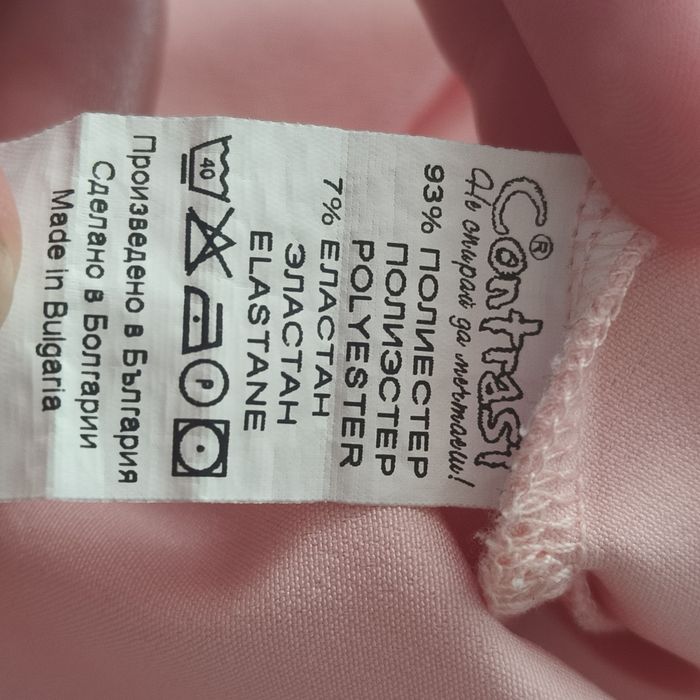 Contrast®
Не спирай да мечтаеш!
93% ПОЛИЕСТЕР
ПОЛИЭСТЕР
POLYESTER
7% ЕЛАСТАН
ЭЛАСТАН
ELASTANE
40
P
Произведено в България
Сделано в Болгарии
Made in Bulgaria